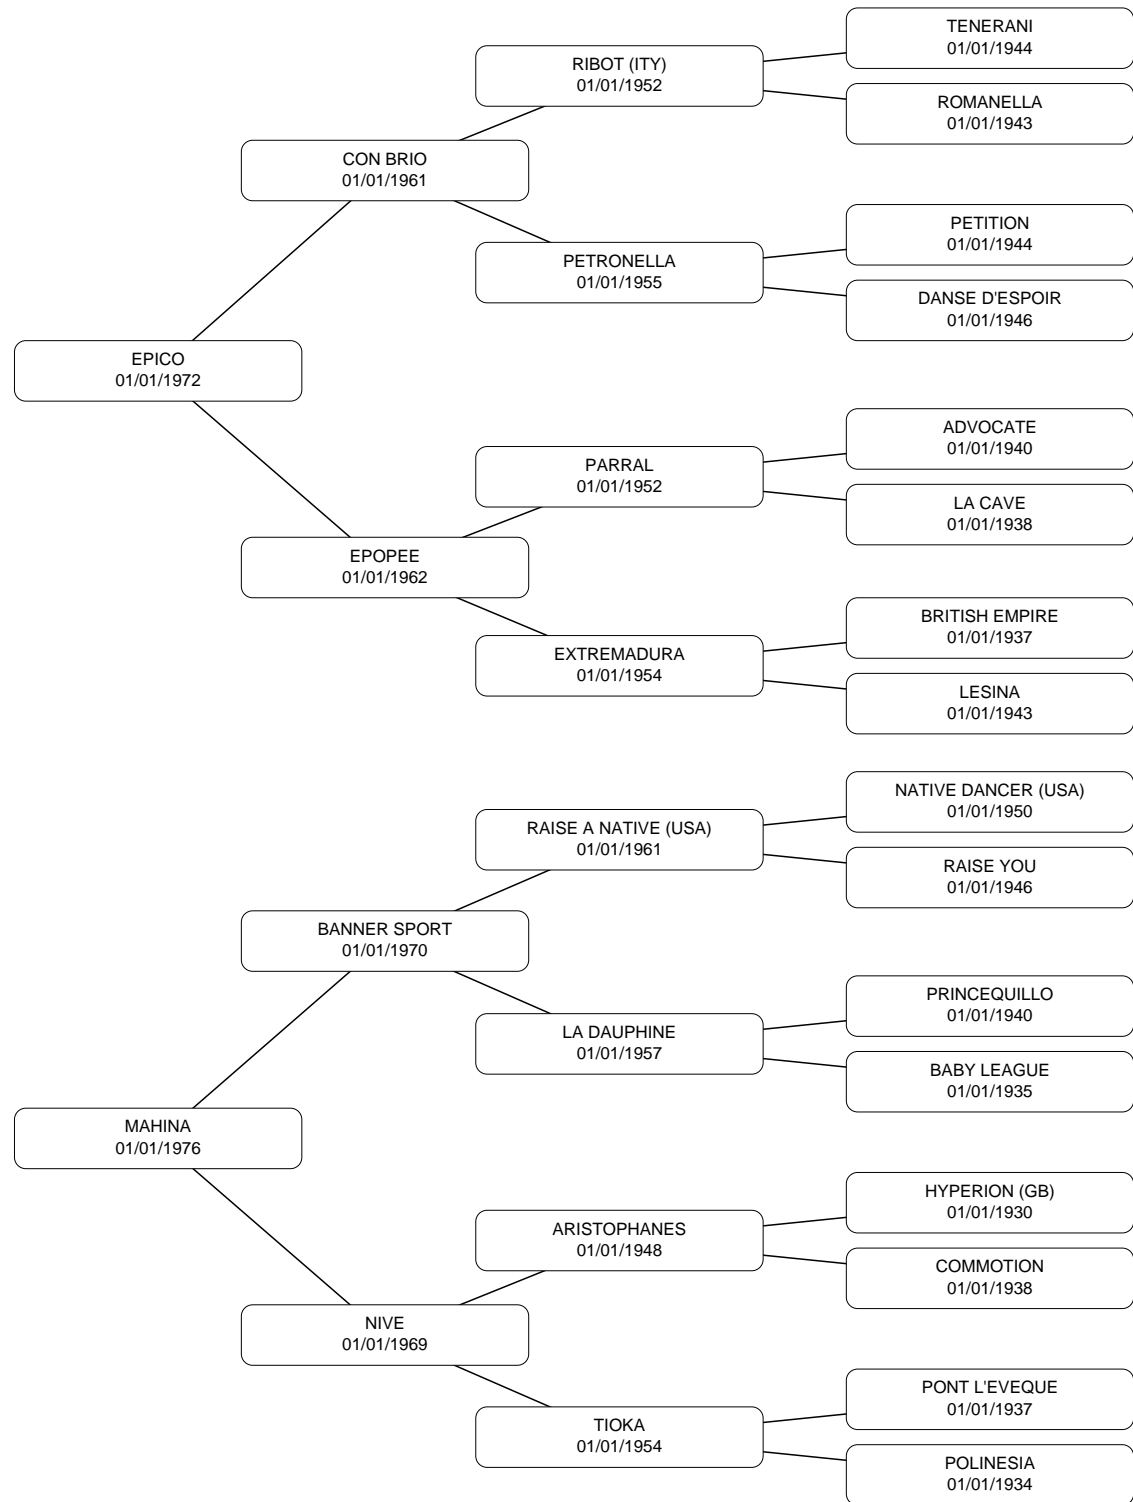 TENERANI
01/01/1944
RIBOT (ITY)
01/01/1952
ROMANELLA
01/01/1943
CON BRIO
01/01/1961
PETITION
01/01/1944
PETRONELLA
01/01/1955
DANSE D'ESPOIR
01/01/1946
EPICO
01/01/1972
ADVOCATE
01/01/1940
PARRAL
01/01/1952
LA CAVE
01/01/1938
EPOPEE
01/01/1962
BRITISH EMPIRE
01/01/1937
EXTREMADURA
01/01/1954
LESINA
01/01/1943
NATIVE DANCER (USA)
01/01/1950
RAISE A NATIVE (USA)
01/01/1961
RAISE YOU
01/01/1946
BANNER SPORT
01/01/1970
PRINCEQUILLO
01/01/1940
LA DAUPHINE
01/01/1957
BABY LEAGUE
01/01/1935
MAHINA
01/01/1976
HYPERION (GB)
01/01/1930
ARISTOPHANES
01/01/1948
COMMOTION
01/01/1938
NIVE
01/01/1969
PONT L'EVEQUE
01/01/1937
TIOKA
01/01/1954
POLINESIA
01/01/1934